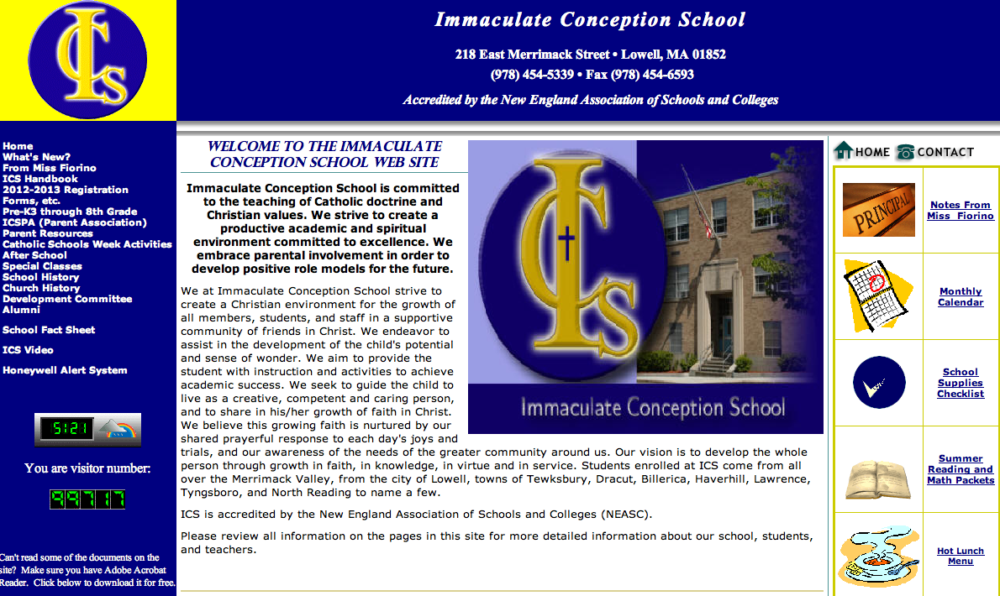 ICS
Immaculate Conception School
218 East Merrimack Street • Lowell, MA 01852
(978) 454-5339 • Fax (978) 454-6593
Accredited by the New England Association of Schools and Colleges
Home
What's New?
From Miss Fiorino
ICS Handbook
2012-2013 Registration
Forms, etc.
Pre-K3 through 8th Grade
ICSPA (Parent Association)
Parent Resources
Catholic Schools Week Activities
After School
Special Classes
School History
Church History
Development Committee
Alumni
School Fact Sheet
ICS Video
Honeywell Alert System
5:21
You are visitor number:
99717
Can't read some of the documents on the
site? Make sure you have Adobe Acrobat
Reader. Click below to download it for free.
WELCOME TO THE IMMACULATE
CONCEPTION SCHOOL WEB SITE
Immaculate Conception School is committed
to the teaching of Catholic doctrine and
Christian values. We strive to create a
productive academic and spiritual
environment committed to excellence. We
embrace parental involvement in order to
develop positive role models for the future.
We at Immaculate Conception School strive to
create a Christian environment for the growth of
all members, students, and staff in a supportive
community of friends in Christ. We endeavor to
assist in the development of the child's potential
and sense of wonder. We aim to provide the
student with instruction and activities to achieve
academic success. We seek to guide the child to
live as a creative, competent and caring person,
and to share in his/her growth of faith in Christ.
We believe this growing faith is nurtured by our
shared prayerful response to each day's joys and
trials, and our awareness of the needs of the greater community around us. Our vision is to develop the whole
person through growth in faith, in knowledge, in virtue and in service. Students enrolled at ICS come from all
over the Merrimack Valley, from the city of Lowell, towns of Tewksbury, Dracut, Billerica, Haverhill, Lawrence,
Tyngsboro, and North Reading to name a few.
ICS is accredited by the New England Association of Schools and Colleges (NEASC).
Please review all information on the pages in this site for more detailed information about our school, students,
and teachers.
ICS
Immaculate Conception School
HOME CONTACT
PRINCIPAL
Notes From
Miss Fiorino
Monthly
Calendar
School
Supplies
Checklist
Summer
Reading and
Math Packets
Hot Lunch
Menu